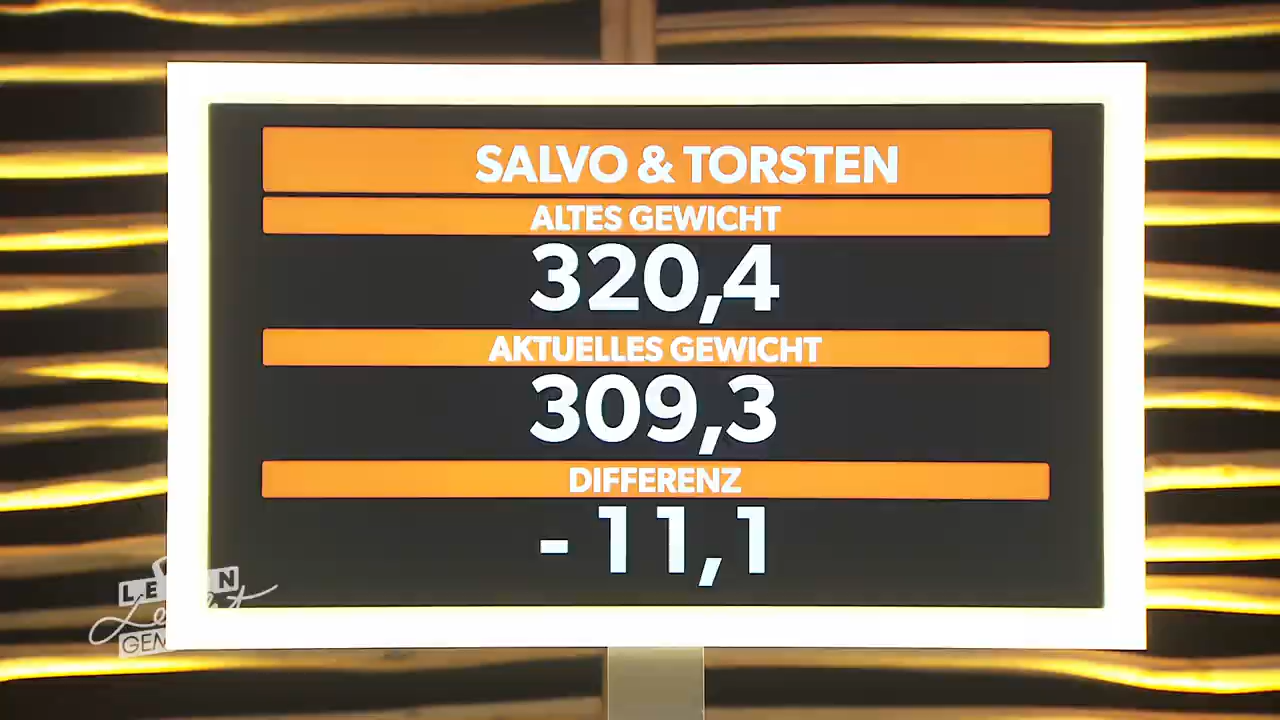 SALVO & TORSTEN
ALTES GEWICHT
320,4
AKTUELLES GEWICHT
309,3
DIFFERENZ
- 11,1